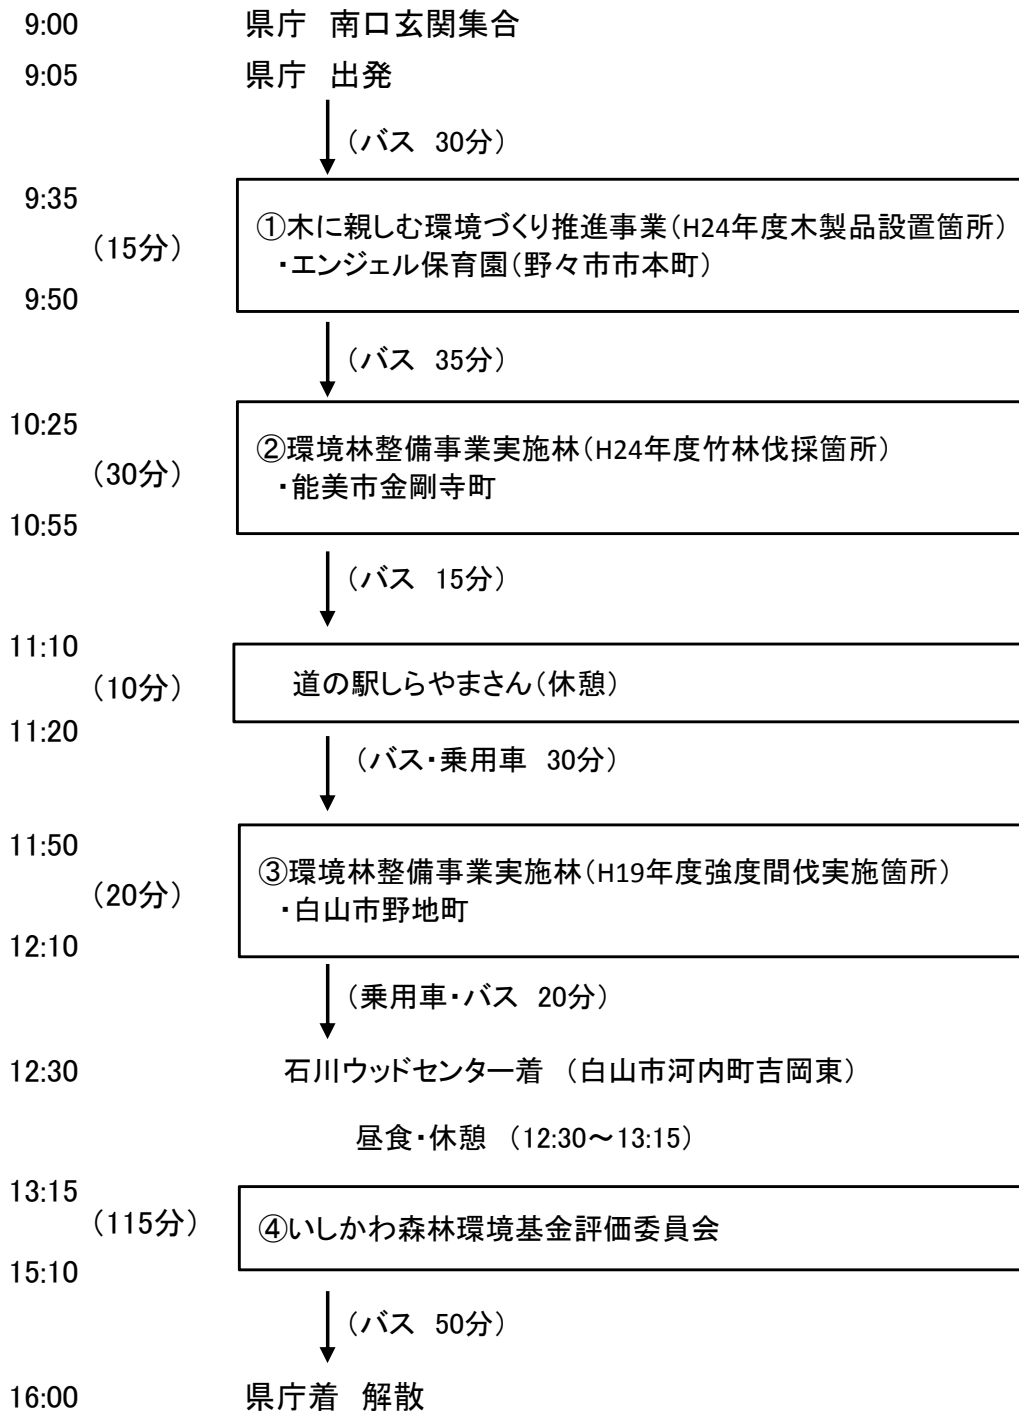 9:00 県庁 南口玄関集合
9:05 県庁 出発
（バス 30分）
9:35
①木に親しむ環境づくり推進事業（H24年度木製品設置箇所）
（15分）
・エンジェル保育園（野々市市本町）
9:50
（バス 35分）
10:25
②環境林整備事業実施林（H24年度竹林伐採箇所）
（30分）
・能美市金剛寺町
10:55
（バス 15分）
11:10
（10分） 道の駅しらやまさん（休憩）
11:20
（バス・乗用車 30分）
11:50
③環境林整備事業実施林（H19年度強度間伐実施箇所）
（20分）
・白山市野地町
12:10
（乗用車・バス 20分）
12:30 石川ウッドセンター着 （白山市河内町吉岡東）
昼食・休憩 （12:30～13:15）
13:15
（115分） ④いしかわ森林環境基金評価委員会
15:10
（バス 50分）
16:00 県庁着 解散